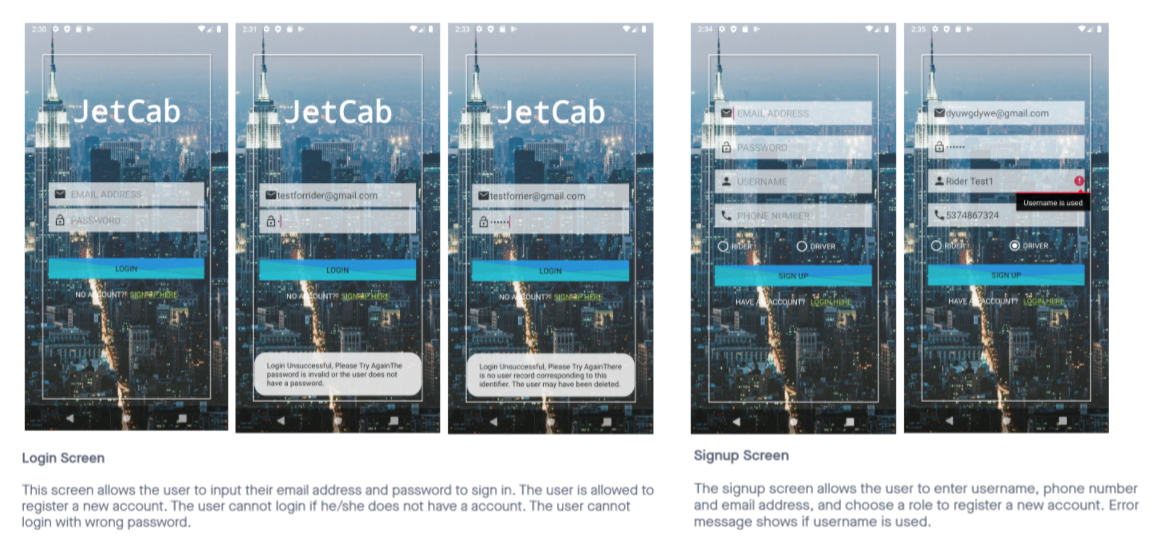 2:30
JetCab
EMAIL ADDRESS
PASSWORD
LOGIN
NO ACCOUNT?! SIGN UP HERE
2:31
JetCab
testforrider@gmail.com
LOGIN
NO ACCOUNT?! SIGN UP HERE
Login Unsuccessful, Please Try AgainThe
password is invalid or the user does not
have a password.
2:33
JetCab
testforrier@gmail.com
••••••
LOGIN
NO ACCOUNT?! SIGN UP HERE
Login Unsuccessful, Please Try AgainThere
is no user record corresponding to this
identifier. The user may have been deleted.
2:34
EMAIL ADDRESS
PASSWORD
USERNAME
PHONE NUMBER
RIDER DRIVER
SIGN UP
HAVE AN ACCOUNT? LOGIN HERE
2:35
dyuwgdywe@gmail.com
••••••
Rider Test1
Username is used
5374867324
RIDER DRIVER
SIGN UP
HAVE AN ACCOUNT? LOGIN HERE
Login Screen
This screen allows the user to input their email address and password to sign in. The user is allowed to
register a new account. The user cannot login if he/she does not have a account. The user cannot
login with wrong password.
Signup Screen
The signup screen allows the user to enter username, phone number
and email address, and choose a role to register a new account. Error
message shows if username is used.